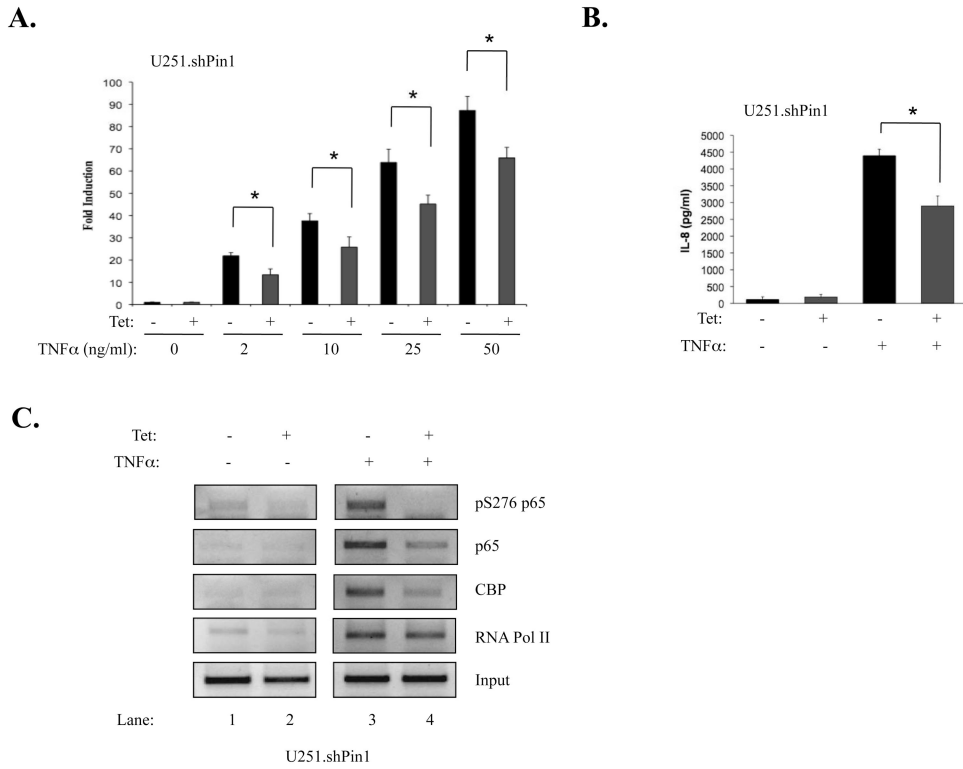 A.
U251.shPin1
Fold Induction
100
90
80
70
60
50
40
30
20
10
0
* * * *
Tet: - + - + - + - + - +
TNFα (ng/ml): 0 2 10 25 50
B.
U251.shPin1
IL-8 (pg/ml)
5000
4500
4000
3500
3000
2500
2000
1500
1000
500
0
*
Tet: - + - +
TNFα: - - + +
C.
Tet: - + - +
TNFα: - - + +
pS276 p65
p65
CBP
RNA Pol II
Input
Lane: 1 2 3 4
U251.shPin1